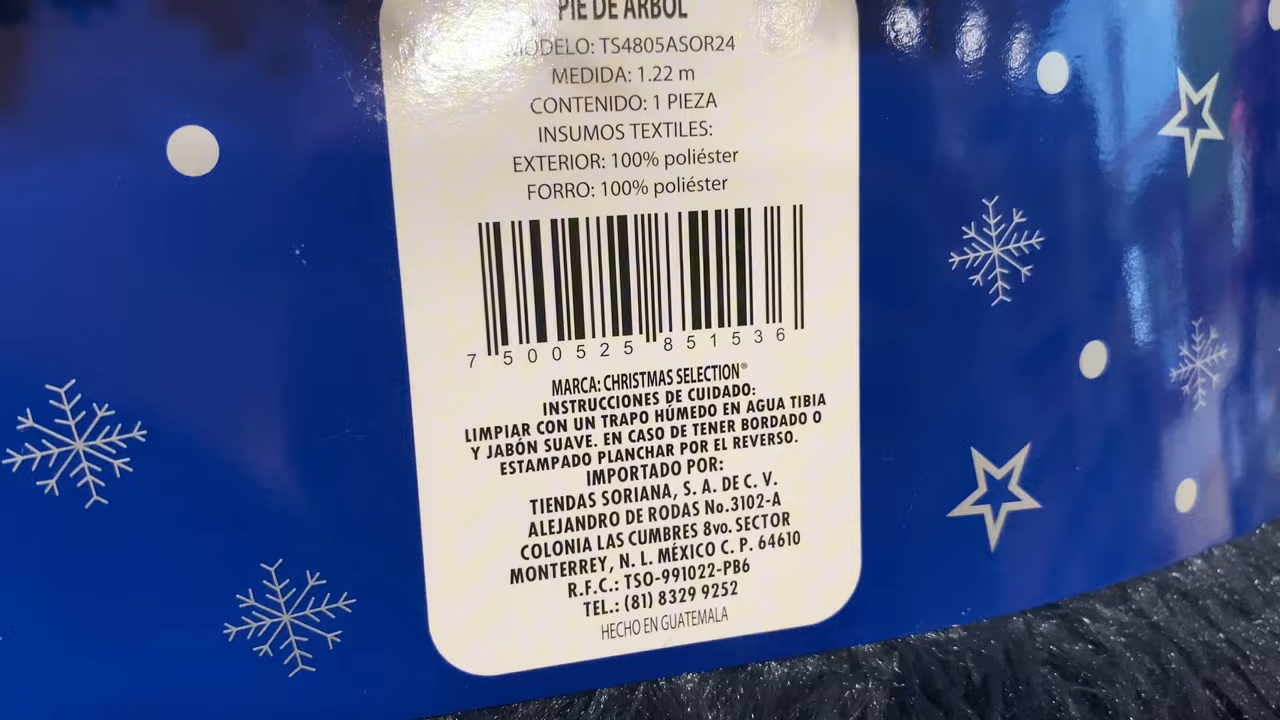 PIE DE ARBOL
MODELO: TS4805ASOR24
MEDIDA: 1.22 m
CONTENIDO: 1 PIEZA
INSUMOS TEXTILES:
EXTERIOR: 100% poliéster
FORRO: 100% poliéster
7 500525 851536
MARCA: CHRISTMAS SELECTION®
INSTRUCCIONES DE CUIDADO:
LIMPIAR CON UN TRAPO HÚMEDO EN AGUA TIBIA
Y JABÓN SUAVE. EN CASO DE TENER BORDADO O
ESTAMPADO PLANCHAR POR EL REVERSO.
IMPORTADO POR:
TIENDAS SORIANA, S. A. DE C. V.
ALEJANDRO DE RODAS No.3102-A
COLONIA LAS CUMBRES 8vo. SECTOR
MONTERREY, N. L. MÉXICO C. P. 64610
R.F.C.: TSO-991022-PB6
TEL.: (81) 8329 9252
HECHO EN GUATEMALA